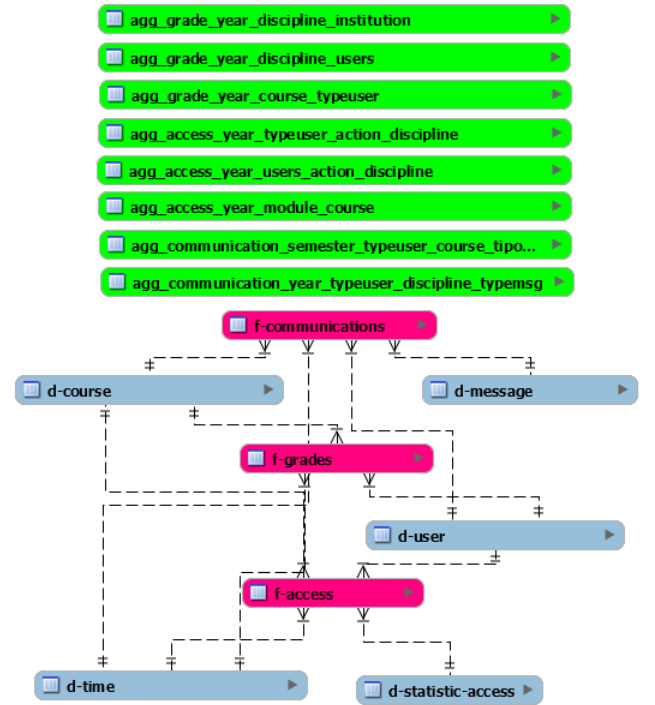 agg_grade_year_discipline_institution
agg_grade_year_discipline_users
agg_grade_year_course_typeuser
agg_access_year_typeuser_action_discipline
agg_access_year_users_action_discipline
agg_access_year_module_course
agg_communication_semester_typeuser_course_tipo...
agg_communication_year_typeuser_discipline_typemsg
f-communications
d-course
d-message
f-grades
d-user
f-access
d-time
d-statistic-access